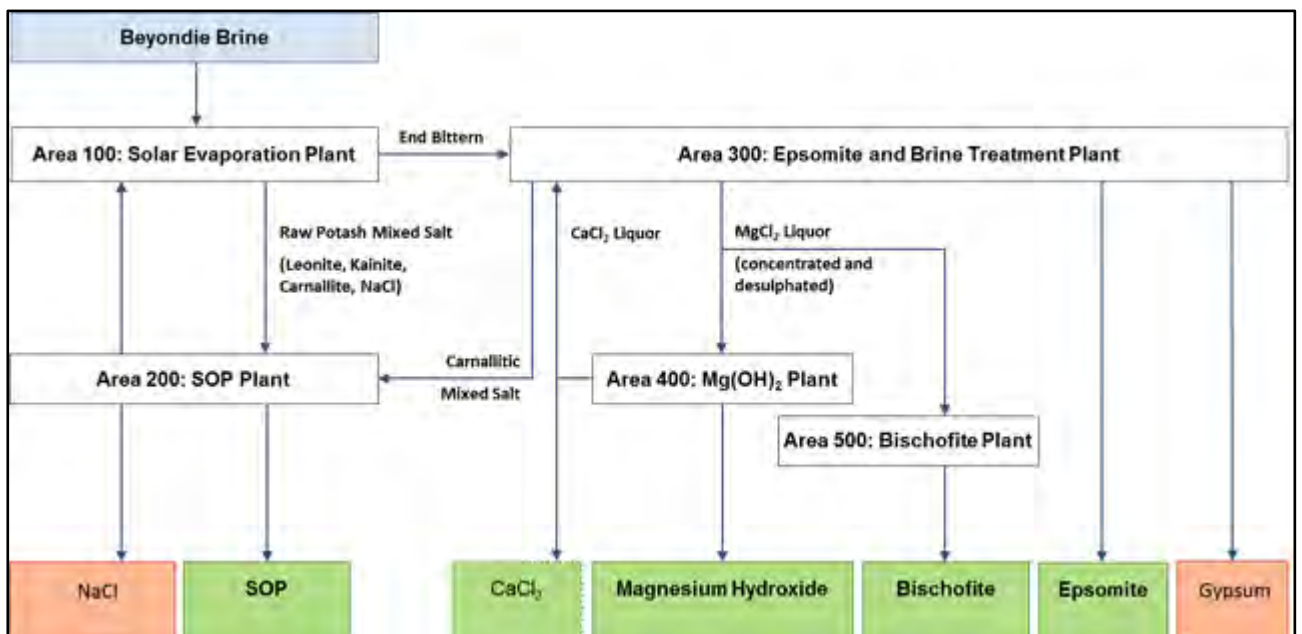 Beyondie Brine
Area 100: Solar Evaporation Plant
End Bittern
Area 300: Epsomite and Brine Treatment Plant
Raw Potash Mixed Salt
(Leonite, Kainite,
Carnallite, NaCl)
CaCl₂ Liquor
MgCl₂ Liquor
(concentrated and
desulphated)
Area 200: SOP Plant
Carnallitic
Mixed Salt
Area 400: Mg(OH)₂ Plant
Area 500: Bischofite Plant
NaCl
SOP
CaCl₂
Magnesium Hydroxide
Bischofite
Epsomite
Gypsum